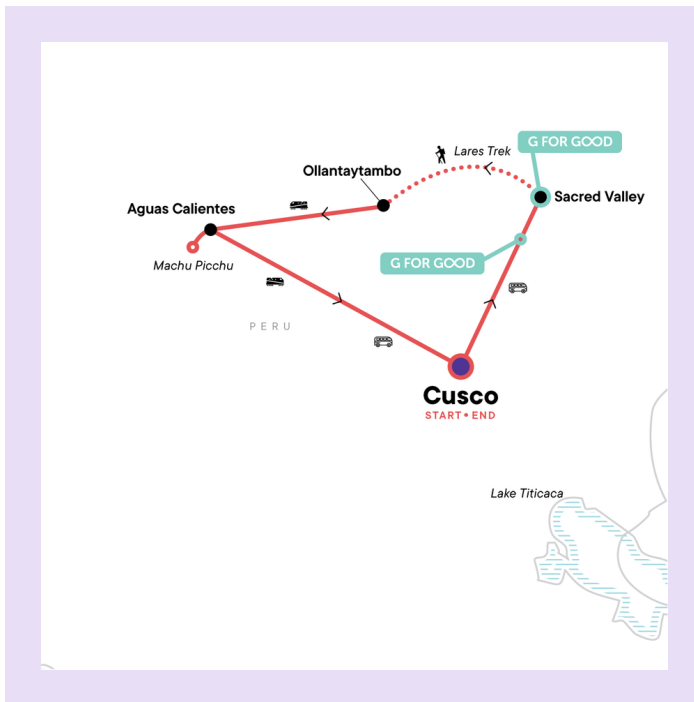 G FOR GOOD
Lares Trek
Ollantaytambo
Sacred Valley
Aguas Calientes
G FOR GOOD
Machu Picchu
PERU
Cusco
START • END
Lake Titicaca